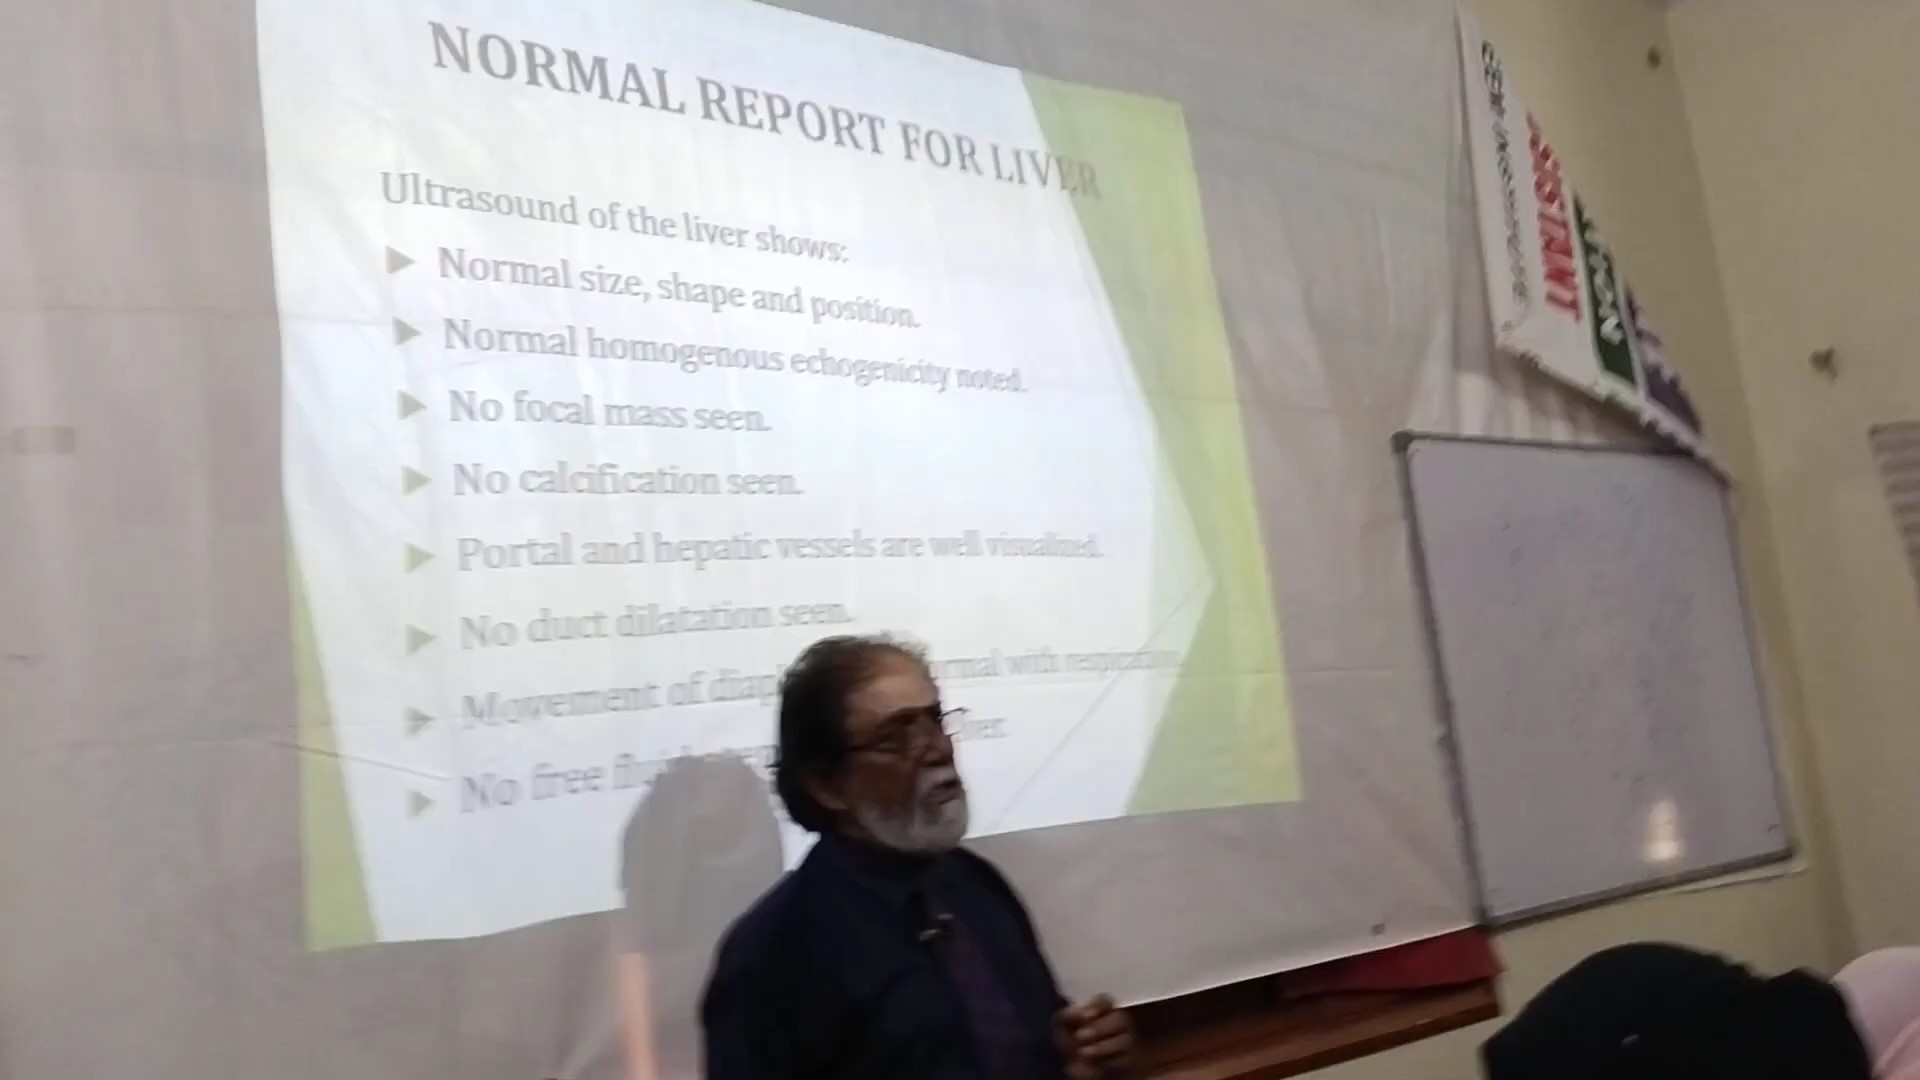 NORMAL REPORT FOR LIVER
Ultrasound of the liver shows:
Normal size, shape and position.
Normal homogenous echogenicity noted.
No focal mass seen.
No calcification seen.
Portal and hepatic vessels are well visualized.
No duct dilatation seen.
Movement of with respiration.
No free